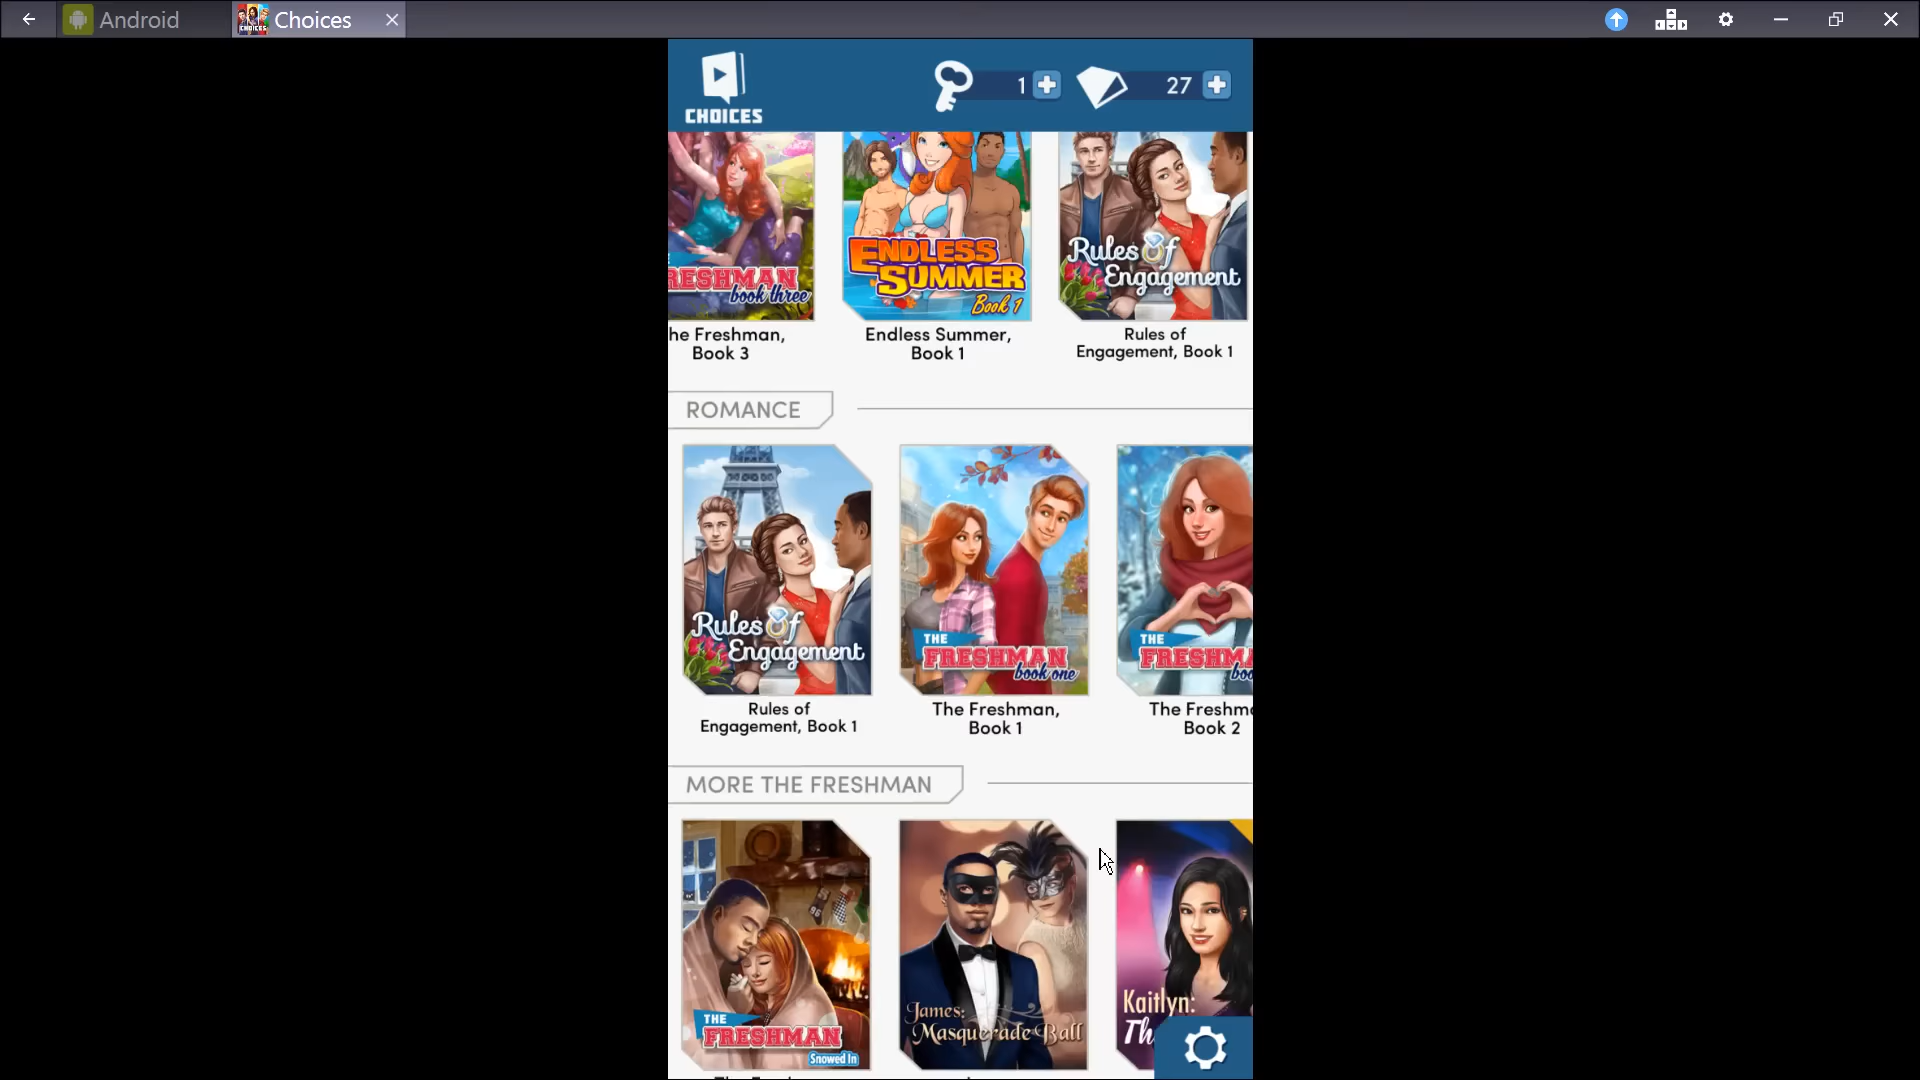 Android
Choices
CHOICES
1
27
RESHMAN
book three
ENDLESS
SUMMER
Book 1
Rules Of
Engagement
he Freshman,
Book 3
Endless Summer,
Book 1
Rules of
Engagement, Book 1
ROMANCE
Rules Of
Engagement
THE
FRESHMAN
book one
THE
FRESHM
boo
Rules of
Engagement, Book 1
The Freshman,
Book 1
The Freshm
Book 2
MORE THE FRESHMAN
THE
FRESHMAN
Snowed In
James:
Masquerade Ball
Kaitlyn:
Th